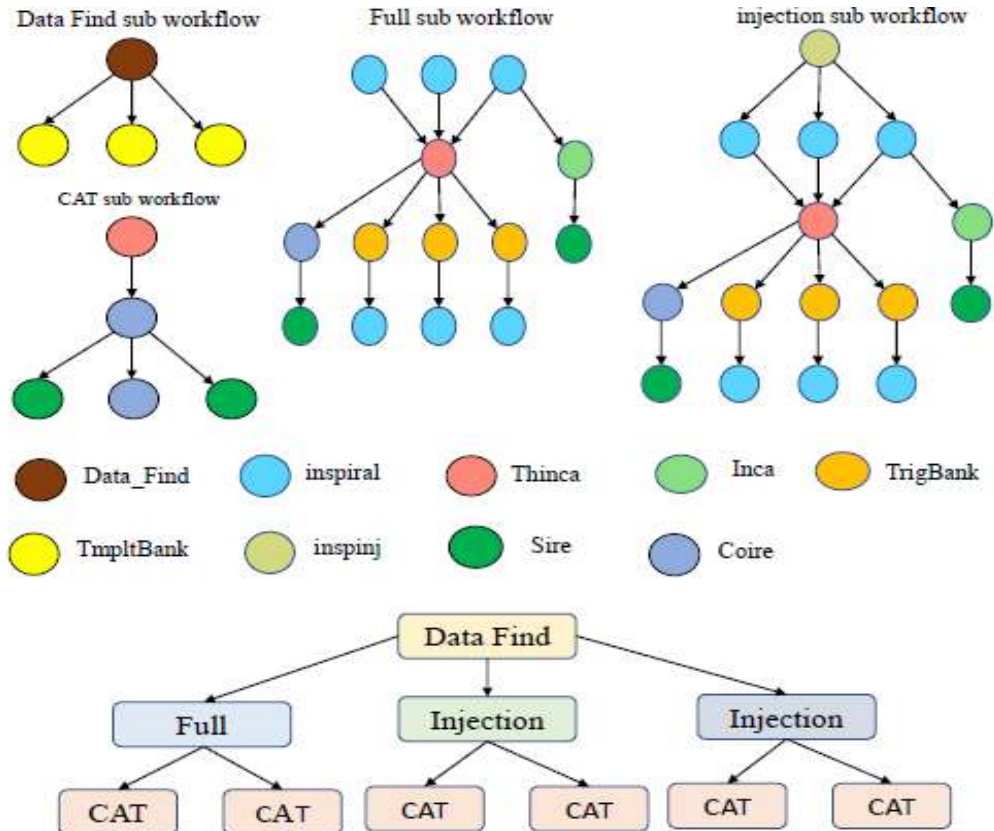 Data Find sub workflow
Full sub workflow
injection sub workflow
CAT sub workflow
Data_Find
inspiral
Thinca
Inca
TrigBank
TmpltBank
inspinj
Sire
Coire
Data Find
Full
Injection
Injection
CAT
CAT
CAT
CAT
CAT
CAT